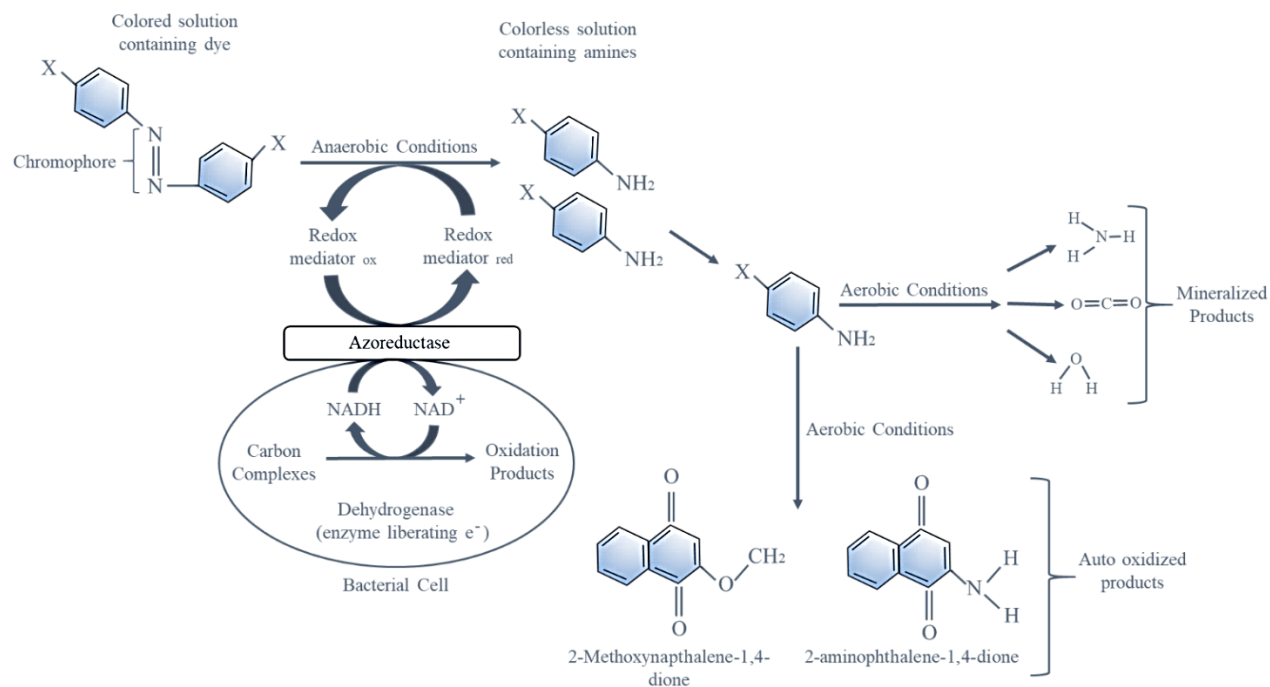 Colored solution
containing dye
Colorless solution
containing amines
X
N
N
X
Chromophore
Anaerobic Conditions
X
NH2
X
NH2
Redox
mediator ox
Redox
mediator red
Azoreductase
NADH
NAD+
Carbon
Complexes
Oxidation
Products
Dehydrogenase
(enzyme liberating e-)
Bacterial Cell
X
NH2
Aerobic Conditions
H
N–H
H
O=C=O
O
H H
Mineralized
Products
Aerobic Conditions
O
O
CH2
O
2-Methoxynapthalene-1,4-
dione
O
H
N
H
O
2-aminophthalene-1,4-dione
Auto oxidized
products